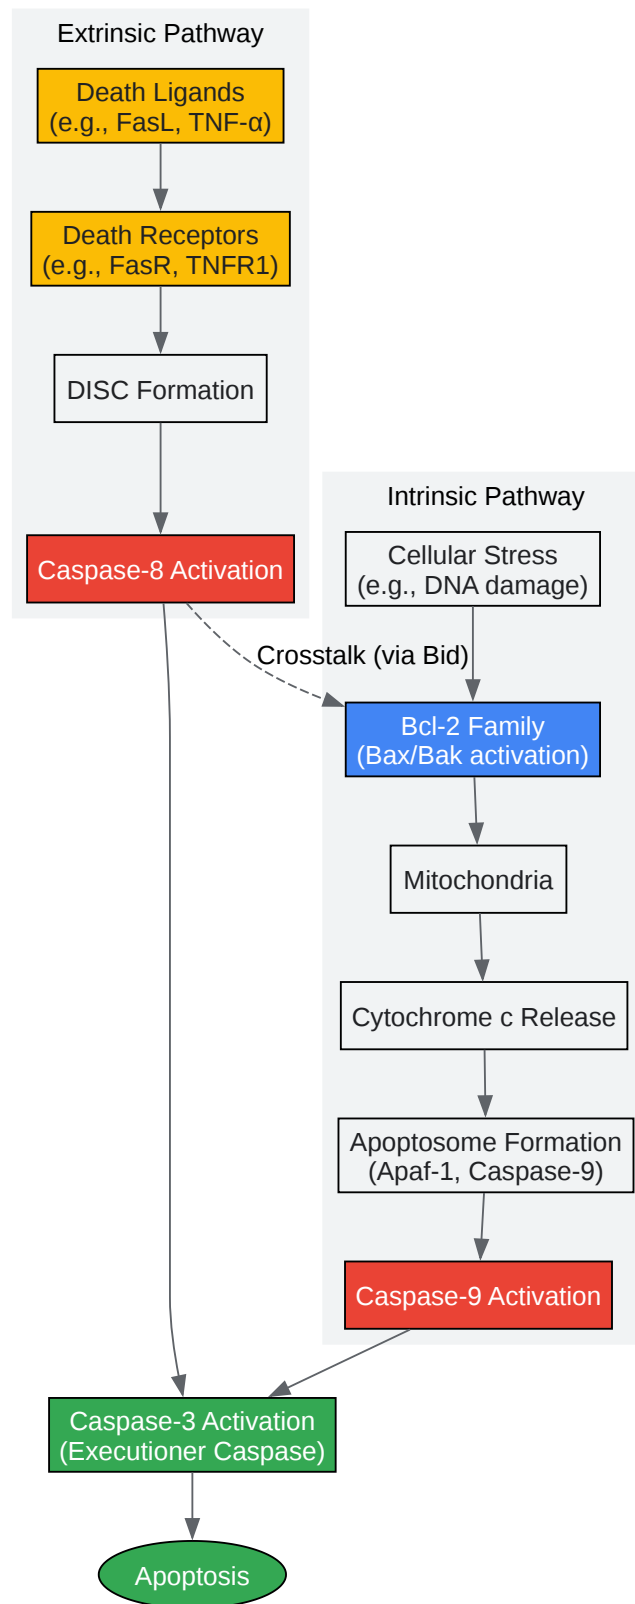 Extrinsic Pathway
Death Ligands
(e.g., FasL, TNF-α)
Death Receptors
(e.g., FasR, TNFR1)
DISC Formation
Caspase-8 Activation
Intrinsic Pathway
Cellular Stress
(e.g., DNA damage)
Crosstalk (via Bid)
Bcl-2 Family
(Bax/Bak activation)
Mitochondria
Cytochrome c Release
Apoptosome Formation
(Apaf-1, Caspase-9)
Caspase-9 Activation
Caspase-3 Activation
(Executioner Caspase)
Apoptosis